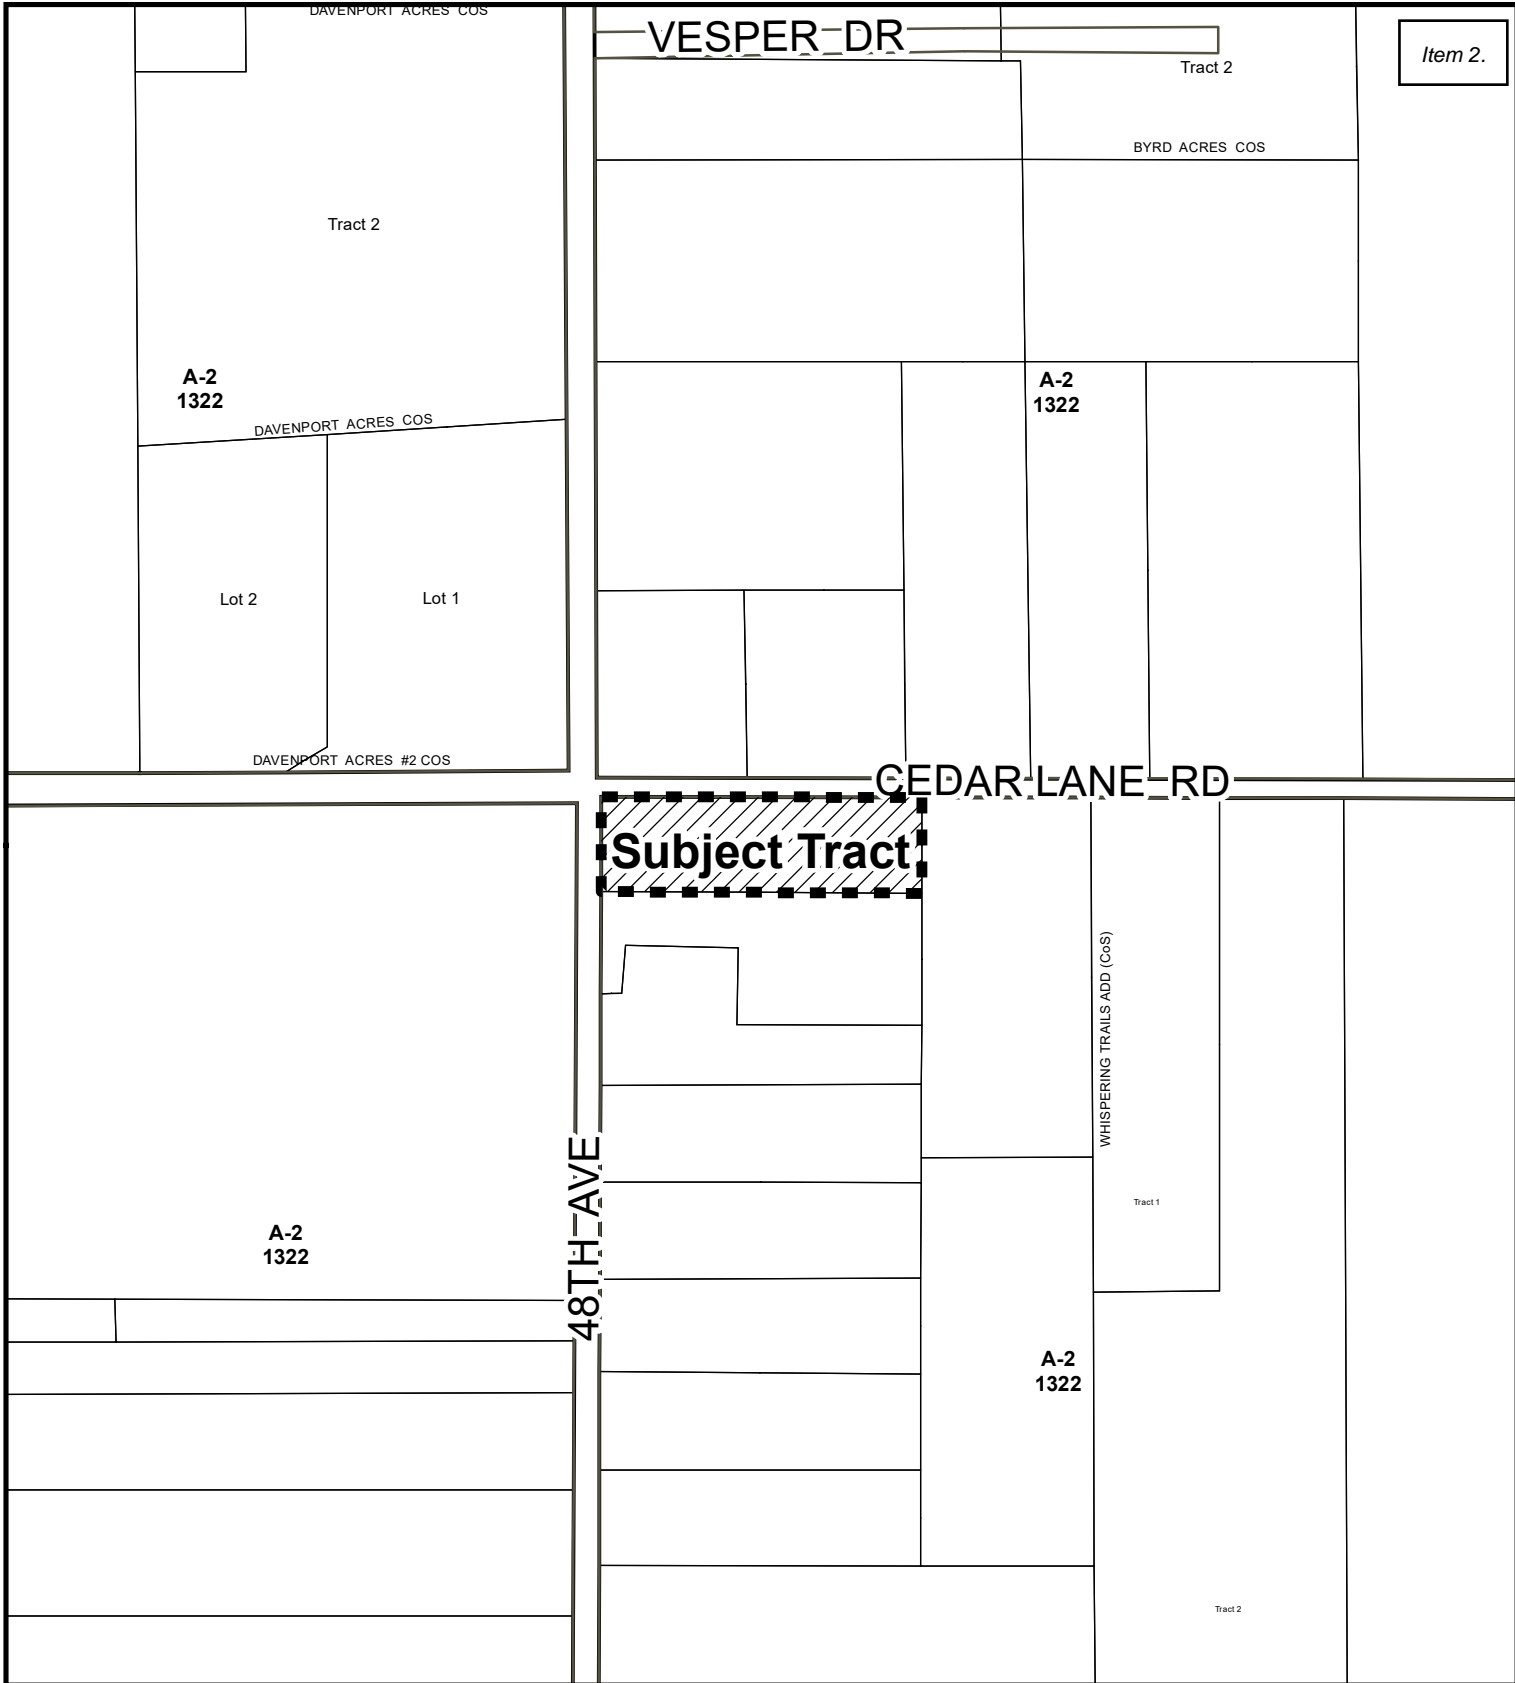 DAVENPORT ACRES COS
VESPER DR
Item 2.
Tract 2
BYRD ACRES COS
Tract 2
A-2
1322
A-2
1322
DAVENPORT ACRES COS
Lot 2
Lot 1
DAVENPORT ACRES #2 COS
CEDAR LANE RD
Subject Tract
WHISPERING TRAILS ADD (CoS)
48TH AVE
Tract 1
A-2
1322
A-2
1322
Tract 2